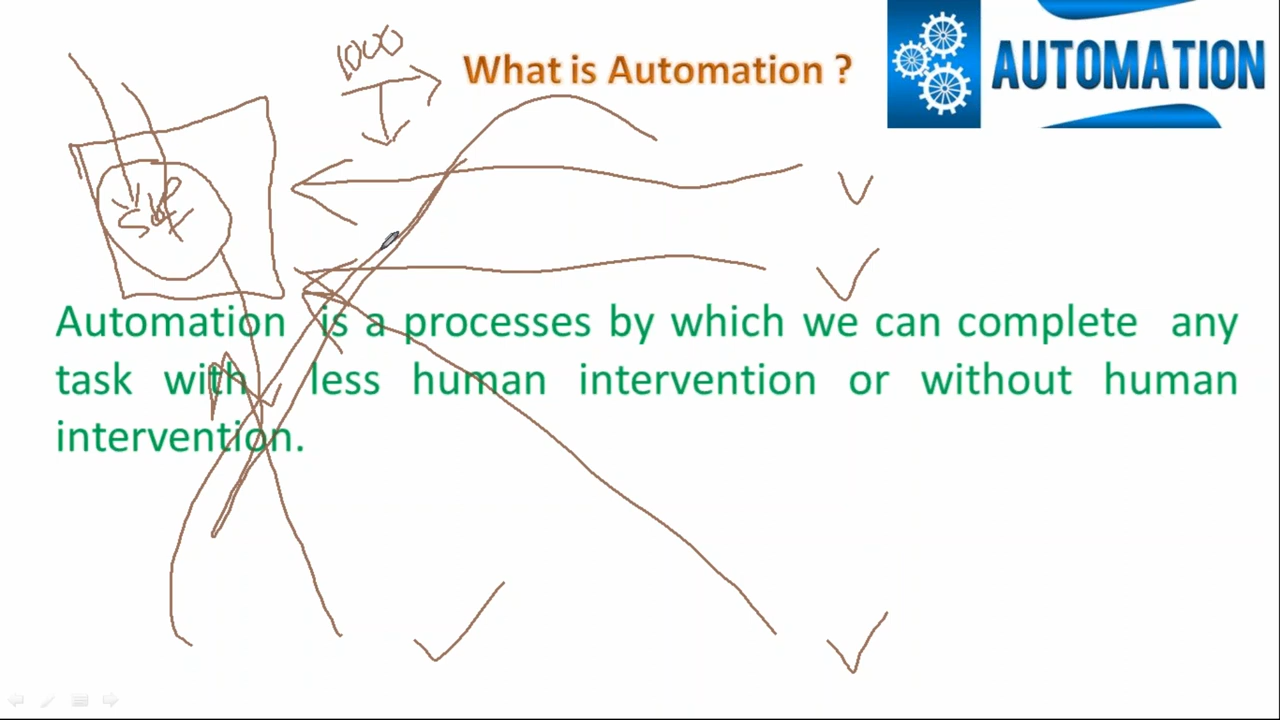 1000
What is Automation ?
AUTOMATION
Automation is a processes by which we can complete any
task with less human intervention or without human
intervention.